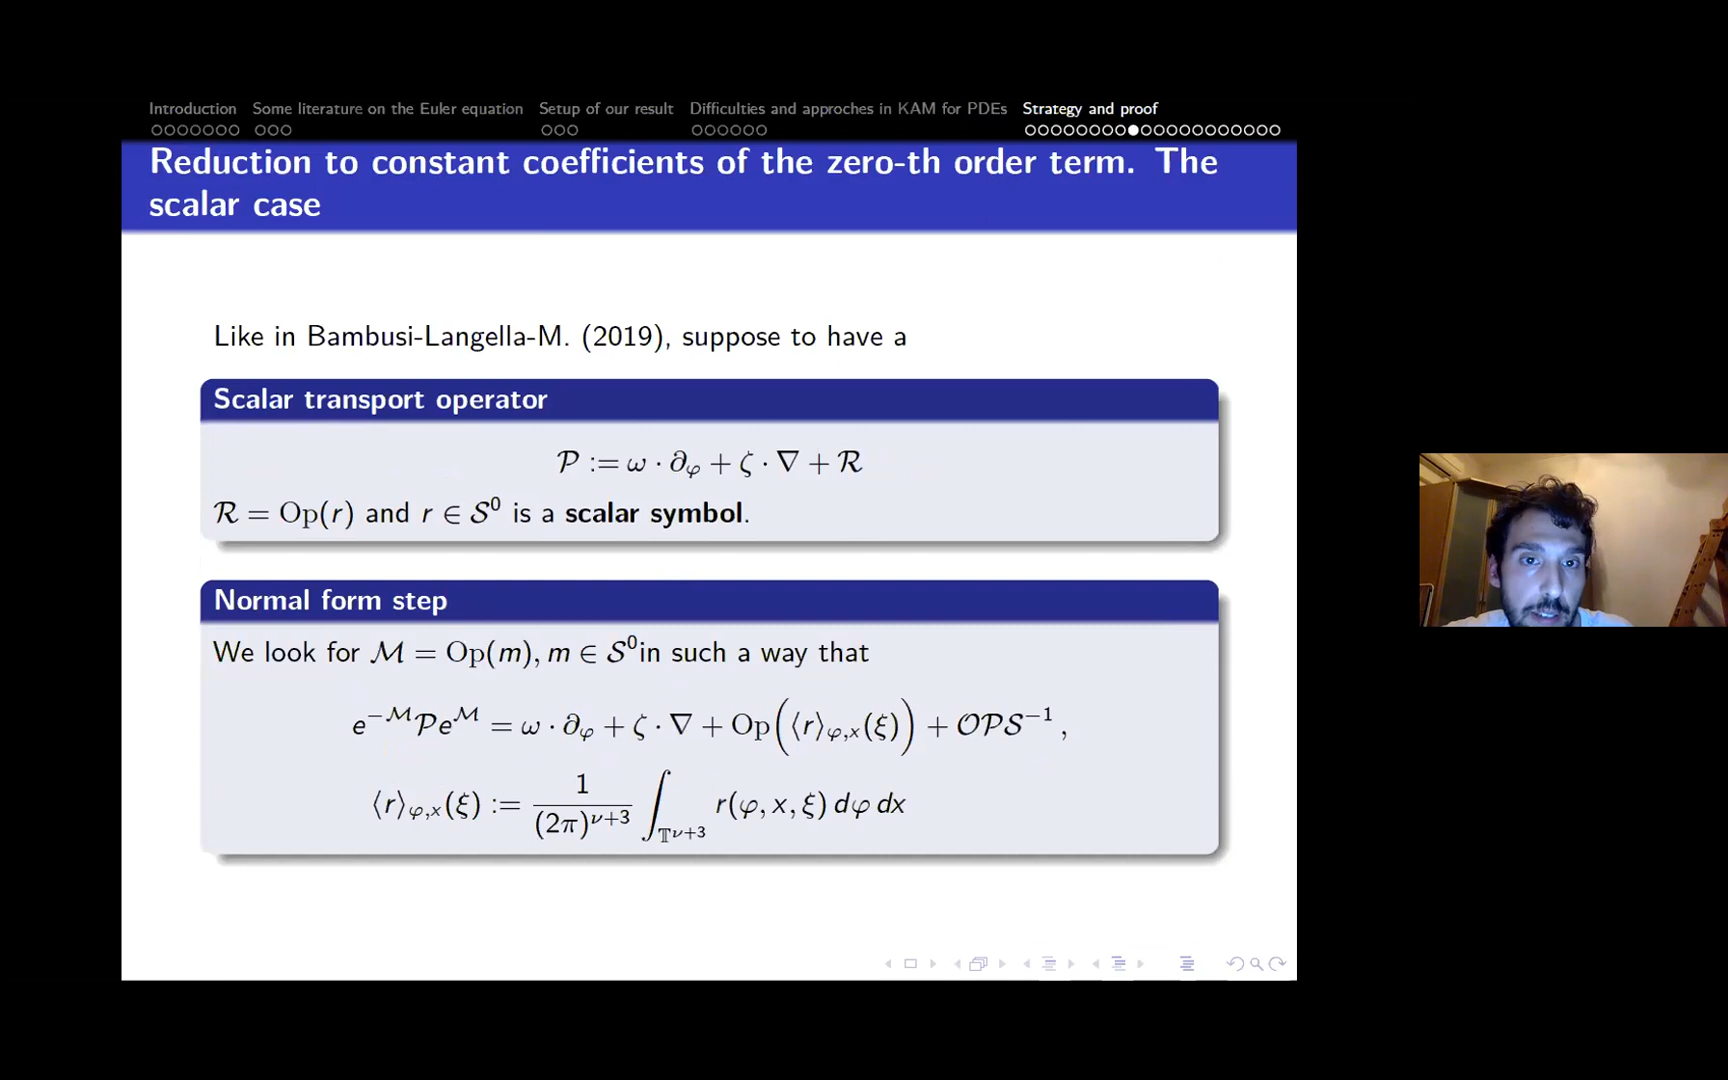 Introduction Some literature on the Euler equation Setup of our result Difficulties and approches in KAM for PDEs Strategy and proof
Reduction to constant coefficients of the zero-th order term. The
scalar case
Like in Bambusi-Langella-M. (2019), suppose to have a
Scalar transport operator
𝒫 := ω · ∂_φ + ζ · ∇ + ℛ
ℛ = Op(r) and r ∈ 𝒮⁰ is a scalar symbol.
Normal form step
We look for ℳ = Op(m), m ∈ 𝒮⁰in such a way that
e^{−ℳ}𝒫e^{ℳ} = ω · ∂_φ + ζ · ∇ + Op(⟨r⟩_{φ,x}(ξ)) + 𝒪𝒫𝒮^{−1} ,
⟨r⟩_{φ,x}(ξ) := 1/(2π)^{ν+3} ∫_{𝕋^{ν+3}} r(φ, x, ξ) dφ dx